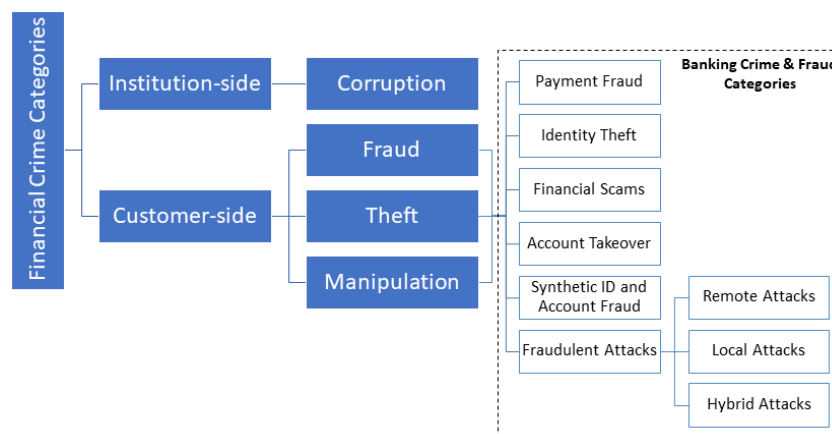 Financial Crime Categories
Institution-side
Corruption
Customer-side
Fraud
Theft
Manipulation
Banking Crime & Fraud
Categories
Payment Fraud
Identity Theft
Financial Scams
Account Takeover
Synthetic ID and
Account Fraud
Fraudulent Attacks
Remote Attacks
Local Attacks
Hybrid Attacks